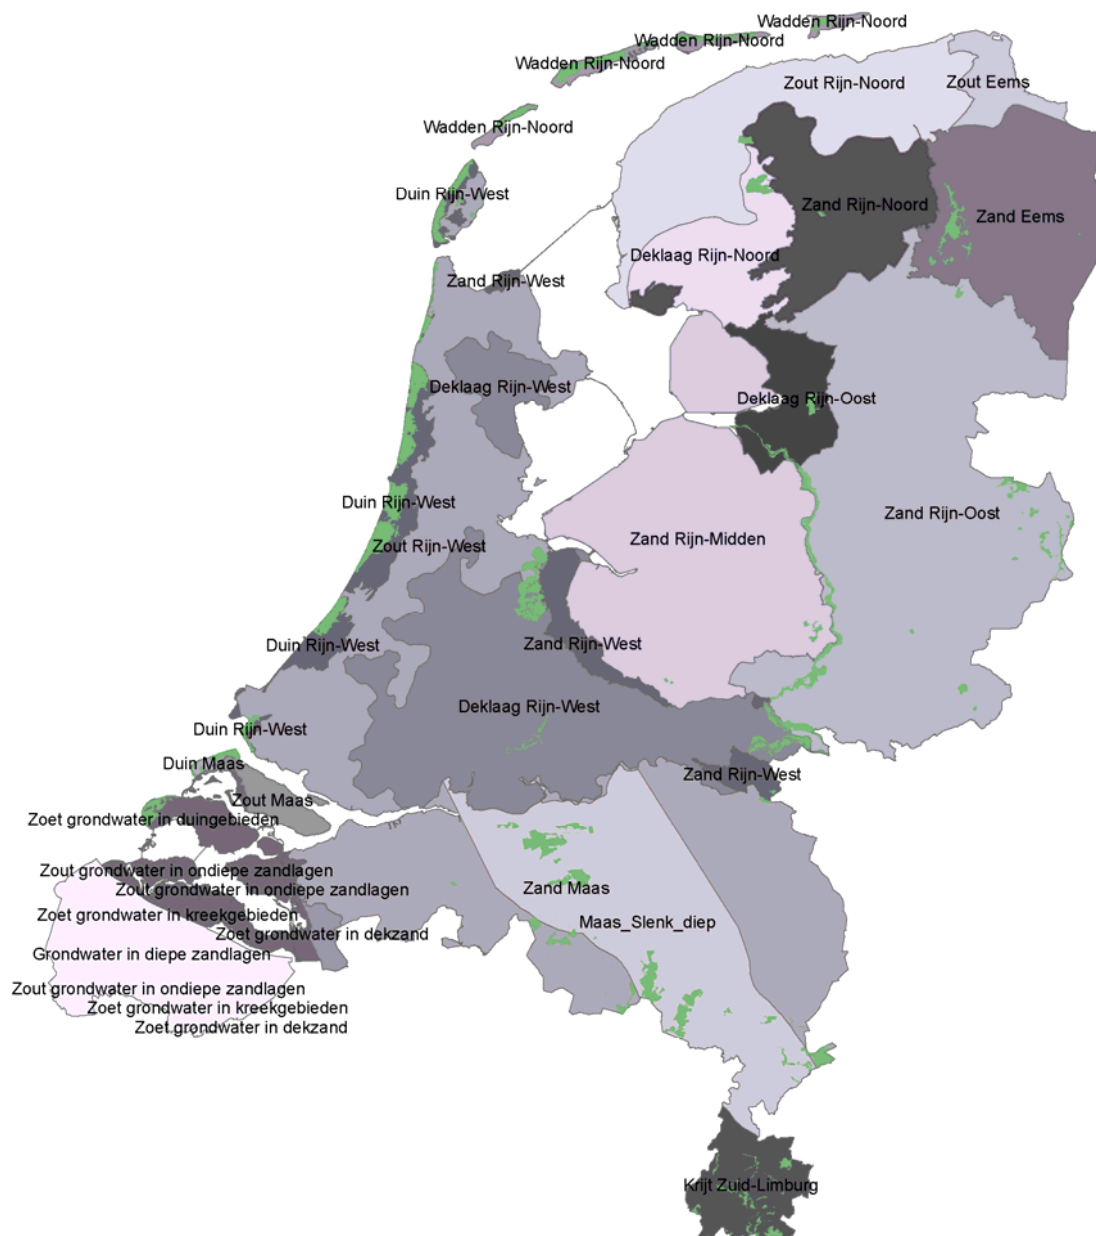 Wadden Rijn-Noord
Wadden Rijn-Noord
Wadden Rijn-Noord
Zout Rijn-Noord
Zout Eems
Wadden Rijn-Noord
Duin Rijn-West
Zand Rijn-Noord
Zand Eems
Deklaag Rijn-Noord
Zand Rijn-West
Deklaag Rijn-West
Deklaag Rijn-Oost
Duin Rijn-West
Zand Rijn-Oost
Zand Rijn-Midden
Zout Rijn-West
Duin Rijn-West
Zand Rijn-West
Deklaag Rijn-West
Duin Rijn-West
Duin Maas
Zand Rijn-West
Zout Maas
Zoet grondwater in duingebieden
Zout grondwater in ondiepe zandlagen
Zout grondwater in ondiepe zandlagen
Zand Maas
Zoet grondwater in kreekgebieden
Maas_Slenk_diep
Zoet grondwater in dekzand
Grondwater in diepe zandlagen
Zout grondwater in ondiepe zandlagen
Zoet grondwater in kreekgebieden
Zoet grondwater in dekzand
Krijt Zuid-Limburg